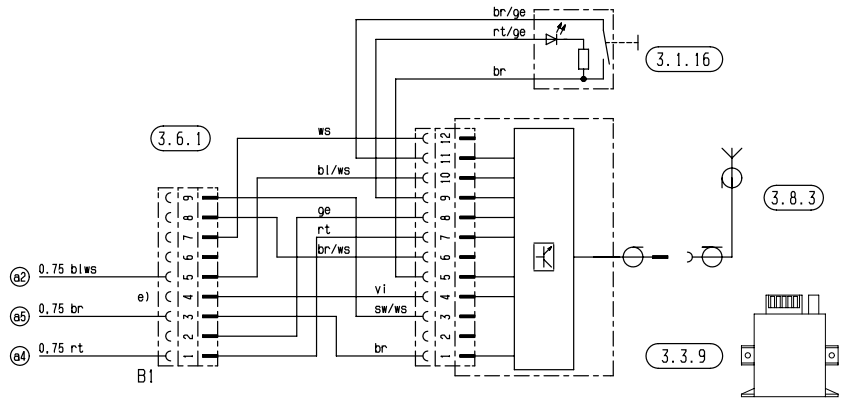 br/ge
rt/ge
br
3.1.16
3.6.1
ws
12
11
bl/ws
10
9
9
8
ge
8
7
rt
7
6
br/ws
6
a2 0.75 blws
5
5
e)
4
vi
4
a5 0,75 br
3
sw/ws
3
2
2
a4 0,75 rt
1
br
1
B1
3.8.3
3.3.9